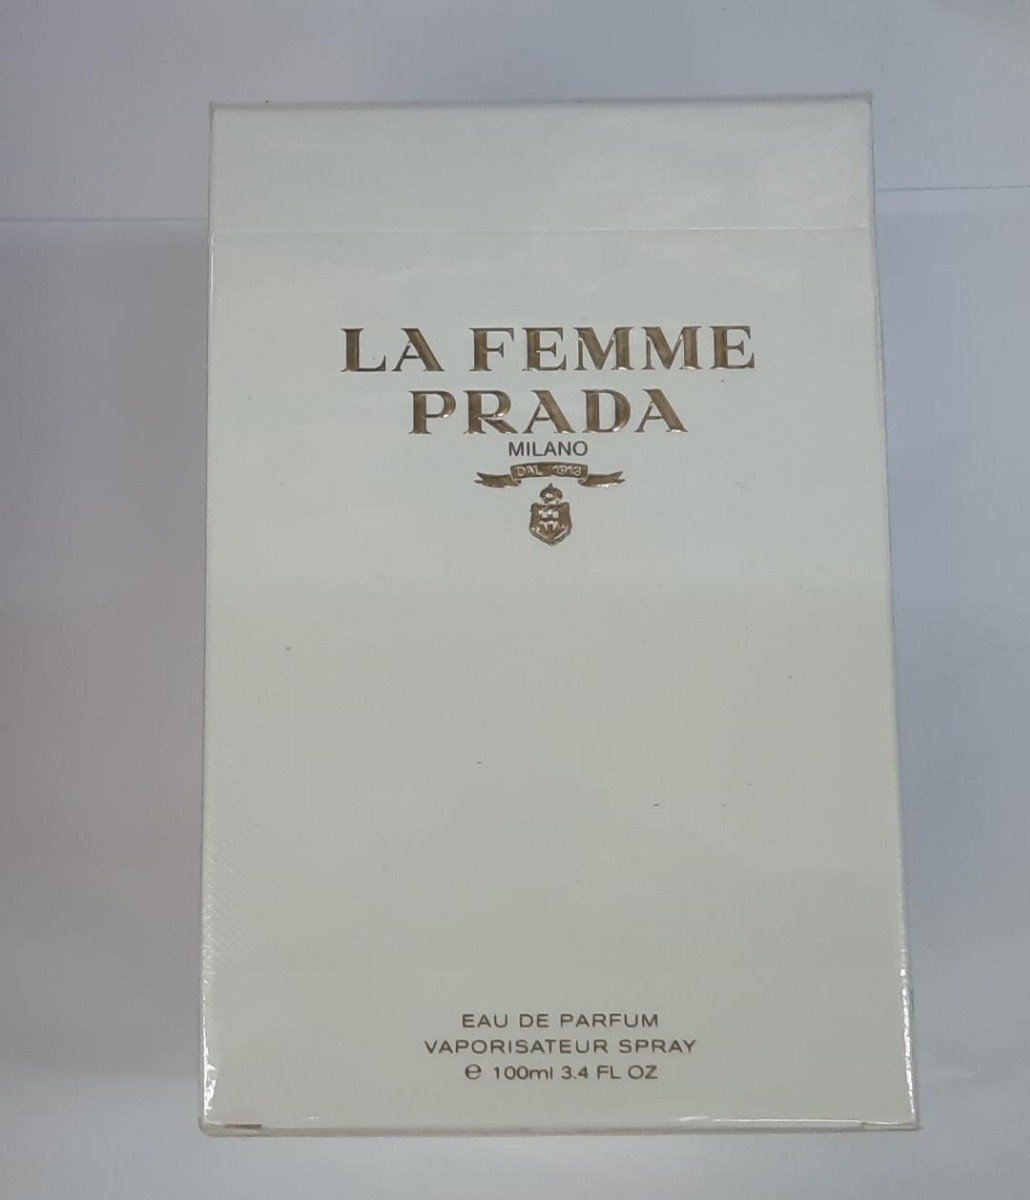 LA FEMME
PRADA
MILANO
DAL 1913
EAU DE PARFUM
VAPORISATEUR SPRAY
℮ 100ml 3.4 FL OZ